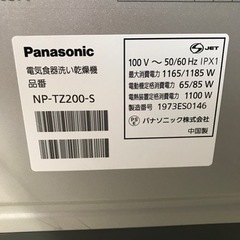 Panasonic
電気食器洗い乾燥機
品番
NP-TZ200-S
JET
100 V ～ 50/60 Hz IPX1
最大消費電力 1165/1185 W
電動機定格消費電力 65/85 W
電熱装置定格消費電力 1100 W
製造番号 1973ES0146
PS E
パナソニック株式会社
中国製